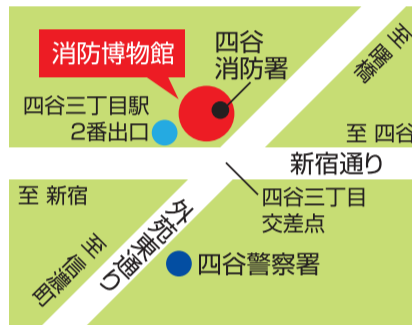 消防博物館
四谷
消防署
至 曙橋
四谷三丁目駅
2番出口
至 四谷
新宿通り
至 新宿
四谷三丁目
交差点
外苑東通り
至 信濃町
四谷警察署